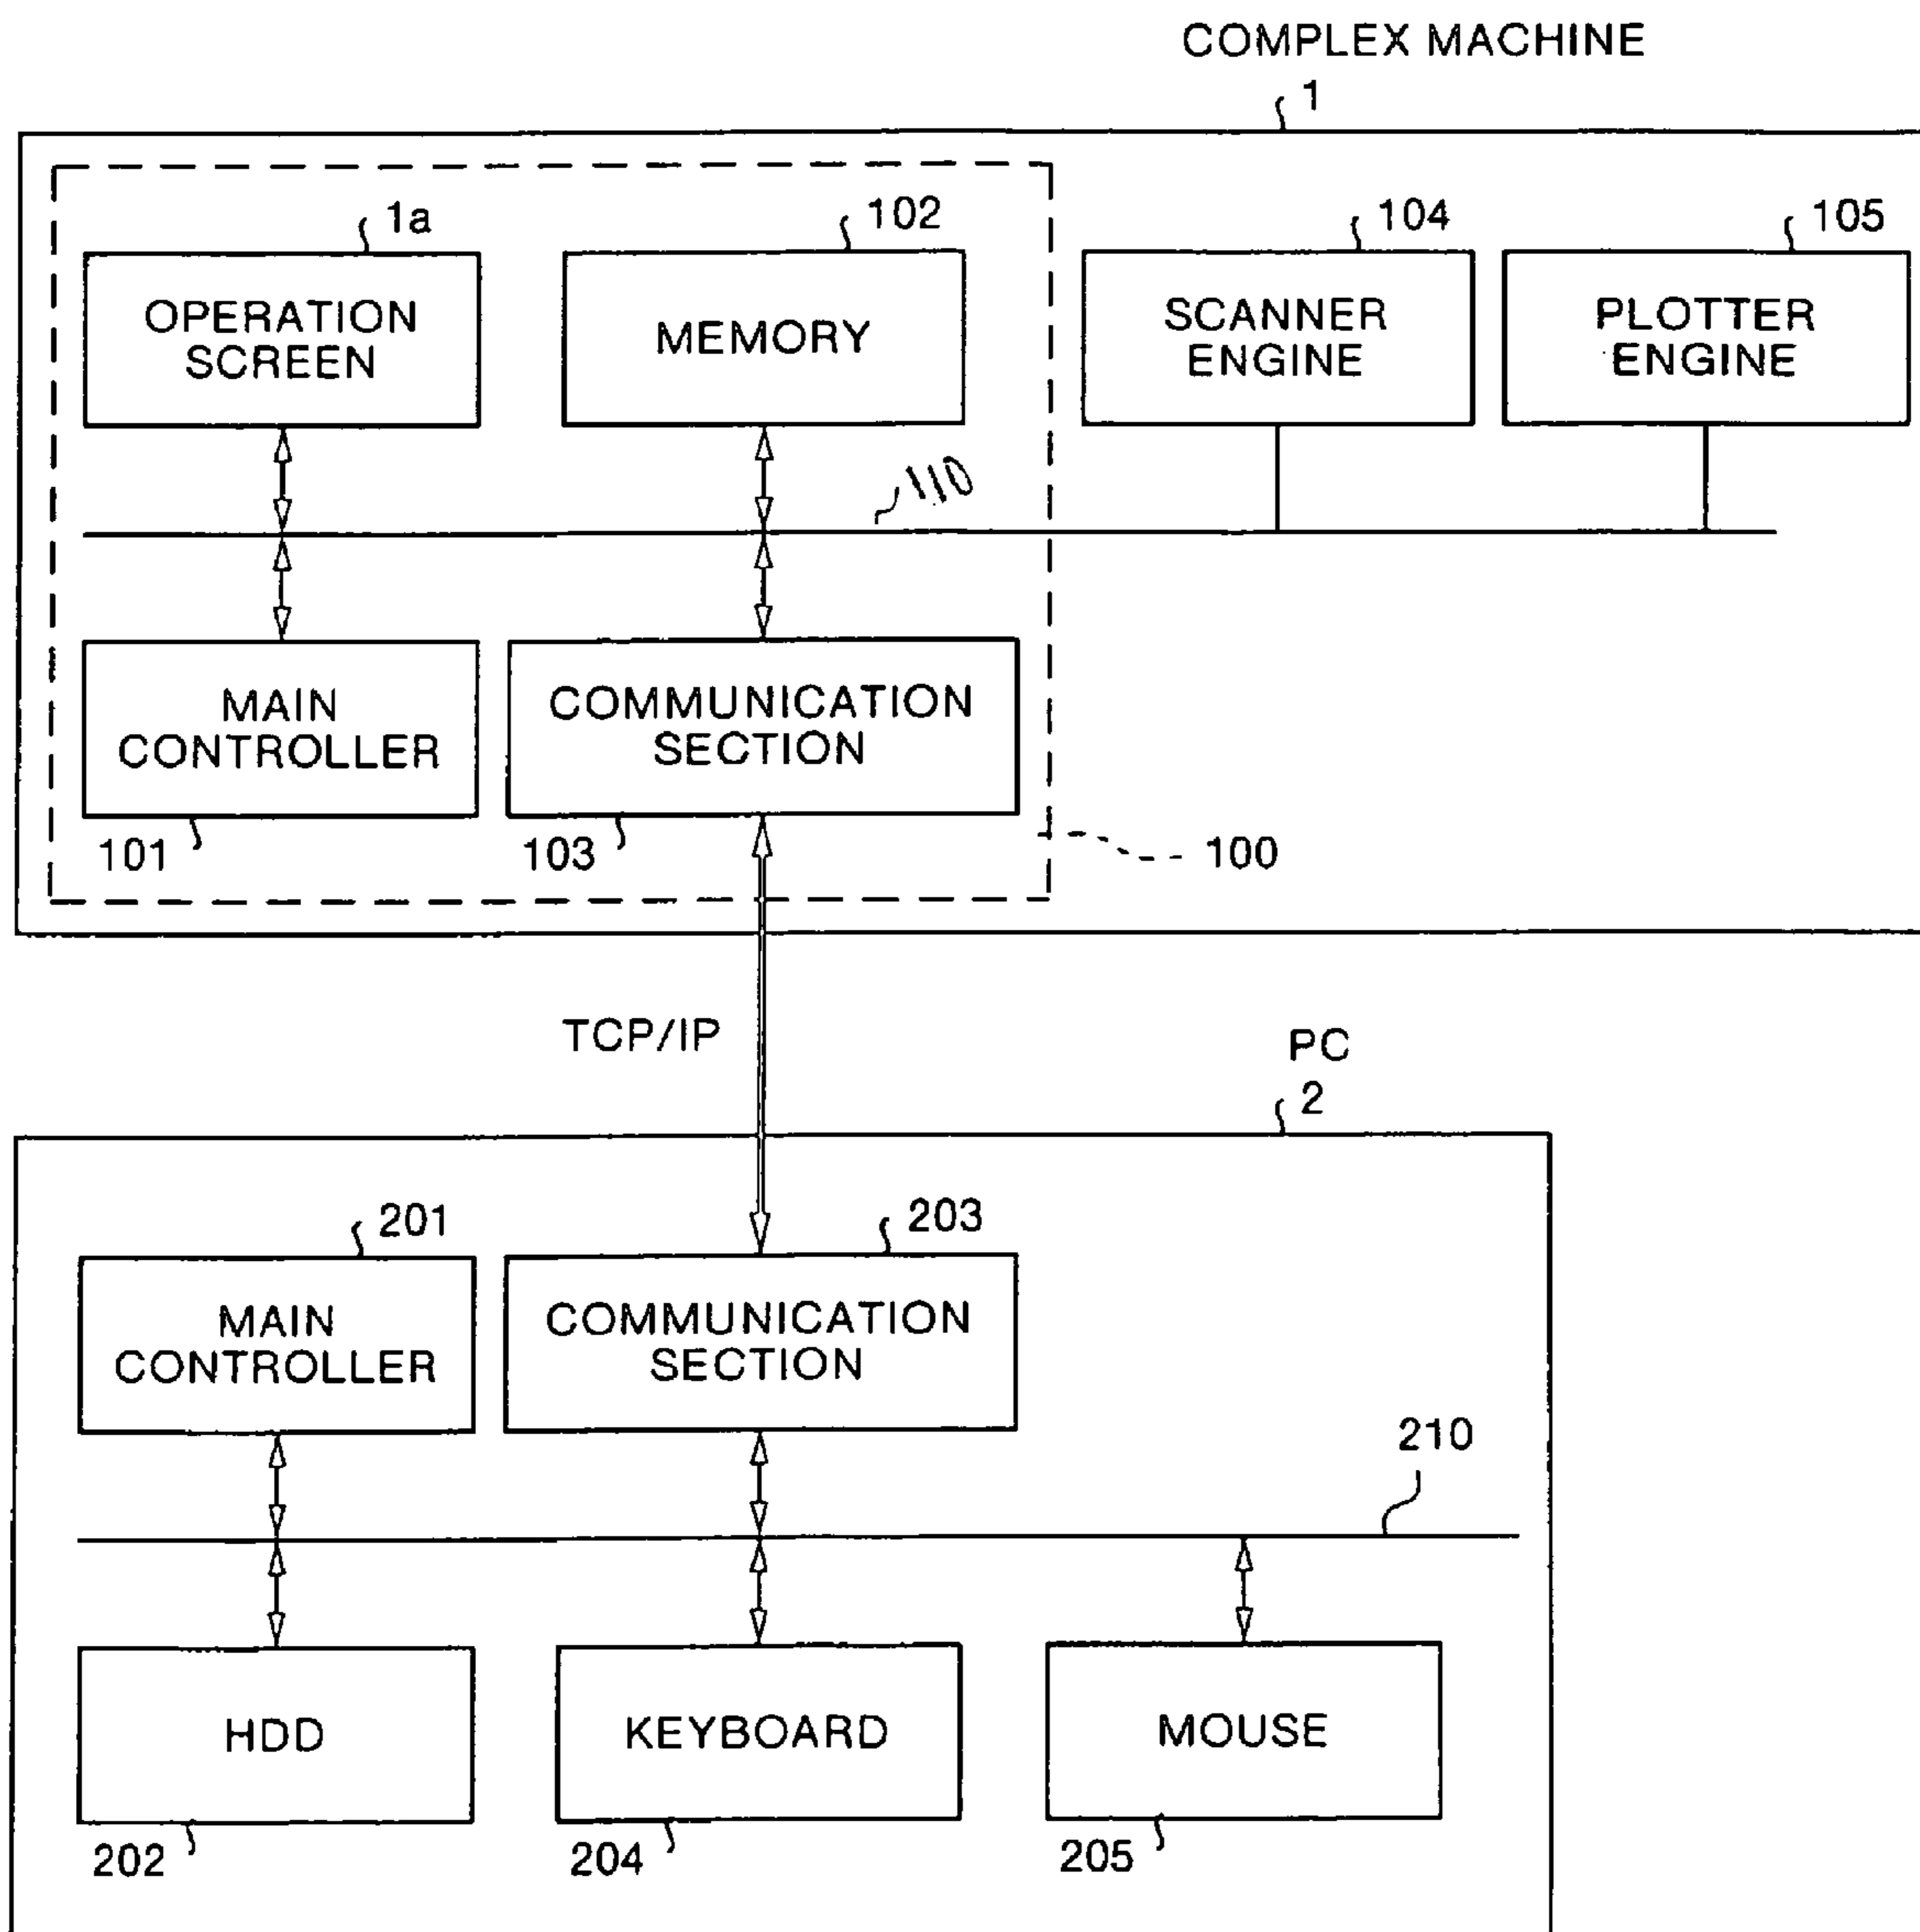 COMPLEX MACHINE
1
1a
102
104
105
OPERATION
SCREEN
MEMORY
SCANNER
ENGINE
PLOTTER
ENGINE
110
MAIN
CONTROLLER
COMMUNICATION
SECTION
101
103
100
TCP/IP
PC
2
201
203
MAIN
CONTROLLER
COMMUNICATION
SECTION
210
HDD
KEYBOARD
MOUSE
202
204
205